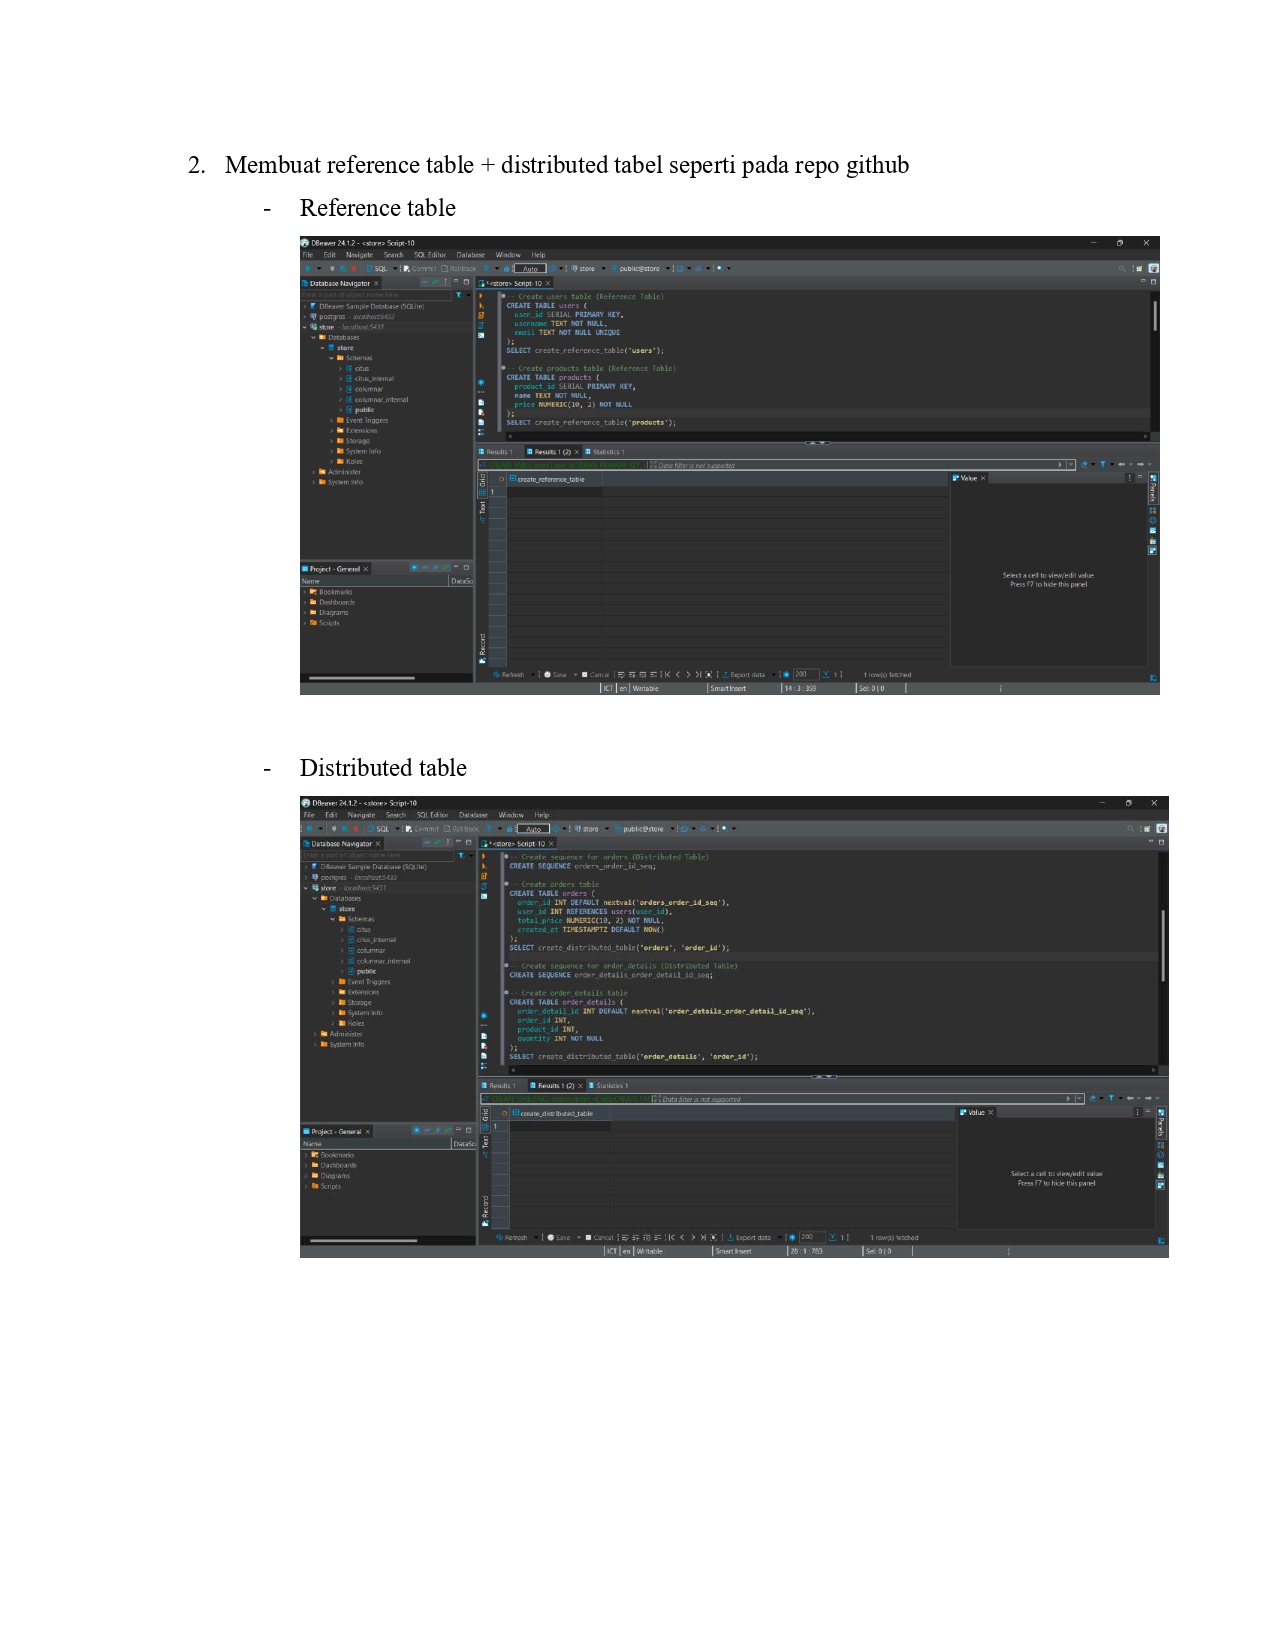 2. Membuat reference table + distributed tabel seperti pada repo github
- Reference table
DBeaver 24.1.2 - <store> Script-10
File Edit Navigate Search SQL Editor Database Window Help
SQL Commit Rollback Auto store public@store
Database Navigator
*<store> Script-10
DBeaver Sample Database (SQLite)
postgres - localhost:5433
store - localhost:5431
Databases
store
Schemas
citus
citus_internal
columnar
columnar_internal
public
Event Triggers
Extensions
Storage
System Info
Roles
Administer
System Info
-- Create users table (Reference Table)
CREATE TABLE users (
user_id SERIAL PRIMARY KEY,
username TEXT NOT NULL,
email TEXT NOT NULL UNIQUE
);
SELECT create_reference_table('users');
-- Create products table (Reference Table)
CREATE TABLE products (
product_id SERIAL PRIMARY KEY,
name TEXT NOT NULL,
price NUMERIC(10, 2) NOT NULL
);
SELECT create_reference_table('products');
Results 1 Results 1 (2) Statistics 1
Data filter is not supported
Grid
Text
Record
create_reference_table
1
Value
Panels
Select a cell to view/edit value
Press F7 to hide this panel
Project - General
Name DataSo
Bookmarks
Dashboards
Diagrams
Scripts
Refresh Save Cancel Export data 200 1 1 row(s) fetched
ICT en Writable Smart Insert 14 : 3 : 359 Sel: 0 | 0
- Distributed table
DBeaver 24.1.2 - <store> Script-10
File Edit Navigate Search SQL Editor Database Window Help
SQL Commit Rollback Auto store public@store
Database Navigator
*<store> Script-10
DBeaver Sample Database (SQLite)
postgres - localhost:5433
store - localhost:5431
Databases
store
Schemas
citus
citus_internal
columnar
columnar_internal
public
Event Triggers
Extensions
Storage
System Info
Roles
Administer
System Info
-- Create sequence for orders (Distributed Table)
CREATE SEQUENCE orders_order_id_seq;
-- Create orders table
CREATE TABLE orders (
order_id INT DEFAULT nextval('orders_order_id_seq'),
user_id INT REFERENCES users(user_id),
total_price NUMERIC(10, 2) NOT NULL,
created_at TIMESTAMPTZ DEFAULT NOW()
);
SELECT create_distributed_table('orders', 'order_id');
-- Create sequence for order_details (Distributed Table)
CREATE SEQUENCE order_details_order_detail_id_seq;
-- Create order_details table
CREATE TABLE order_details (
order_detail_id INT DEFAULT nextval('order_details_order_detail_id_seq'),
order_id INT,
product_id INT,
quantity INT NOT NULL
);
SELECT create_distributed_table('order_details', 'order_id');
Results 1 Results 1 (2) Statistics 1
Data filter is not supported
Grid
Text
Record
create_distributed_table
1
Value
Panels
Select a cell to view/edit value
Press F7 to hide this panel
Project - General
Name DataSo
Bookmarks
Dashboards
Diagrams
Scripts
Refresh Save Cancel Export data 200 1 1 row(s) fetched
ICT en Writable Smart Insert 28 : 1 : 783 Sel: 0 | 0